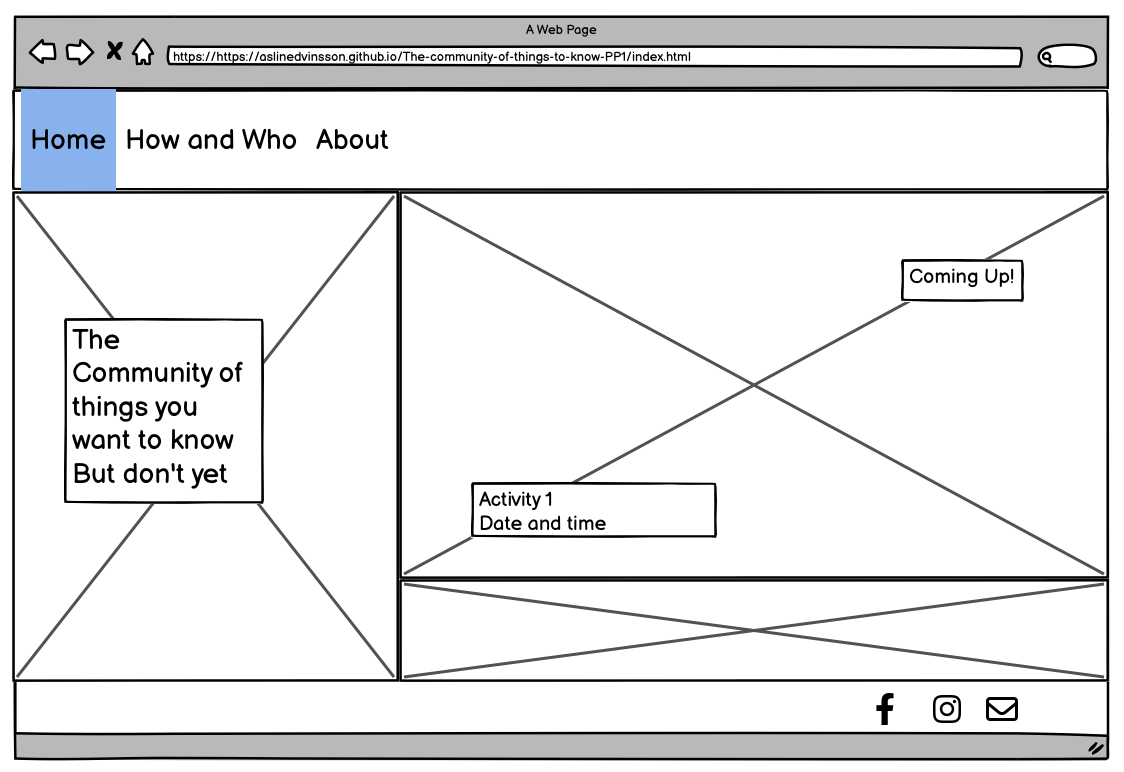 A Web Page
https://https://aslinedvinsson.github.io/The-community-of-things-to-know-PP1/index.html
Home How and Who About
Coming Up!
The
Community of
things you
want to know
But don't yet
Activity 1
Date and time